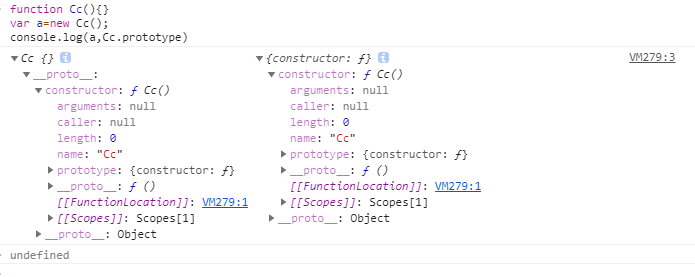 function Cc(){}
var a=new Cc();
console.log(a,Cc.prototype)
▼Cc {} i ▼{constructor: ƒ} i VM279:3
▼__proto__: ▼constructor: ƒ Cc()
▼constructor: ƒ Cc() arguments: null
arguments: null caller: null
caller: null length: 0
length: 0 name: "Cc"
name: "Cc" ▶prototype: {constructor: ƒ}
▶prototype: {constructor: ƒ} ▶__proto__: ƒ ()
▶__proto__: ƒ () [[FunctionLocation]]: VM279:1
[[FunctionLocation]]: VM279:1 ▶[[Scopes]]: Scopes[1]
▶[[Scopes]]: Scopes[1] ▶__proto__: Object
▶__proto__: Object
undefined